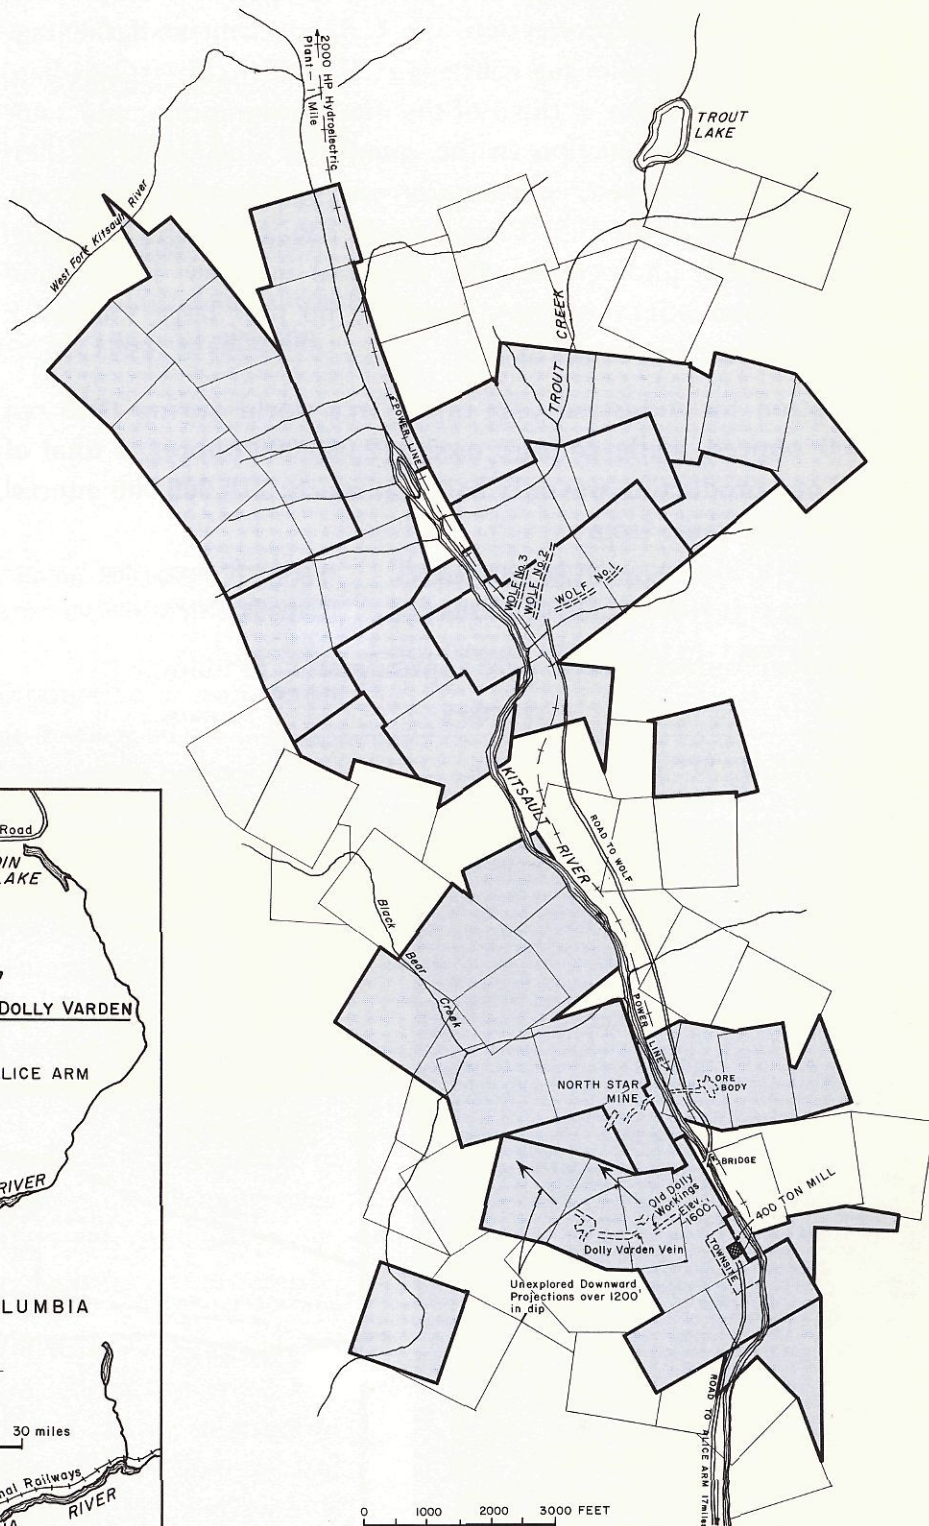 2000 HP Hydroelectric
Plant — 1 Mile
TROUT
LAKE
West Fork Kitsault River
TROUT CREEK
POWER LINE
WOLF No. 3
WOLF No. 2
WOLF No. 1
KITSAULT RIVER
ROAD TO WOLF
Black Bear Creek
POWER LINE
NORTH STAR
MINE
ORE
BODY
BRIDGE
Old Dolly
Workings
Elev.
1600'
400 TON MILL
Dolly Varden Vein
TOWNSITE
Unexplored Downward
Projections over 1200'
in dip
ROAD TO ALICE ARM 17 miles
0 1000 2000 3000 FEET
Road
LAKE
DOLLY VARDEN
LICE ARM
RIVER
LUMBIA
30 miles
nal Railways
RIVER